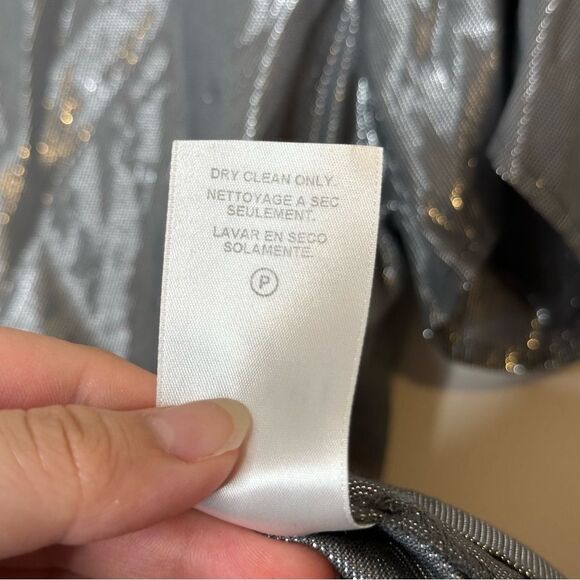 DRY CLEAN ONLY.
NETTOYAGE A SEC
SEULEMENT.
LAVAR EN SECO
SOLAMENTE.
P